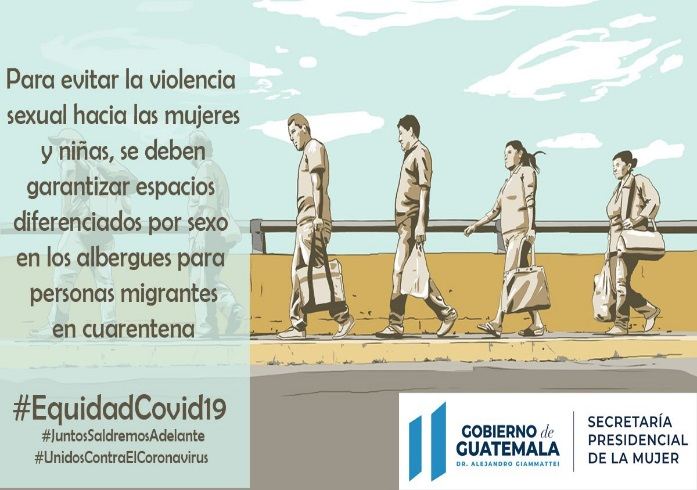 Para evitar la violencia
sexual hacia las mujeres
y niñas, se deben
garantizar espacios
diferenciados por sexo
en los albergues para
personas migrantes
en cuarentena
#EquidadCovid19
#JuntosSaldremosAdelante
#UnidosContraElCoronavirus
GOBIERNO de
GUATEMALA
DR. ALEJANDRO GIAMMATTEI
SECRETARÍA
PRESIDENCIAL
DE LA MUJER